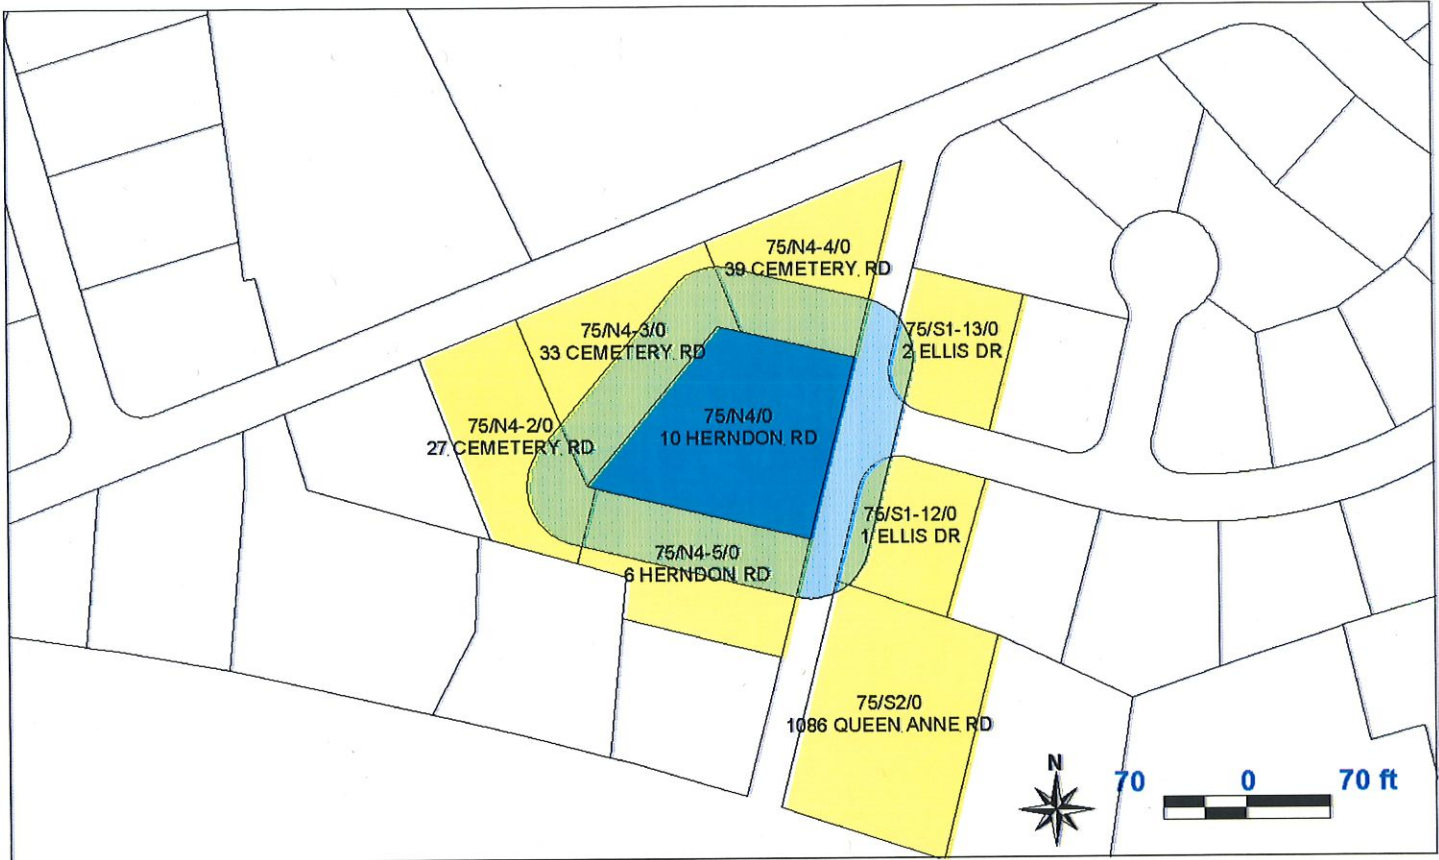 75/N4-4/0
39 CEMETERY RD
75/N4-3/0
33 CEMETERY RD
75/S1-13/0
2 ELLIS DR
75/N4-2/0
27 CEMETERY RD
75/N4/0
10 HERNDON RD
75/S1-12/0
1 ELLIS DR
75/N4-5/0
6 HERNDON RD
75/S2/0
1086 QUEEN ANNE RD
N
70 0 70 ft